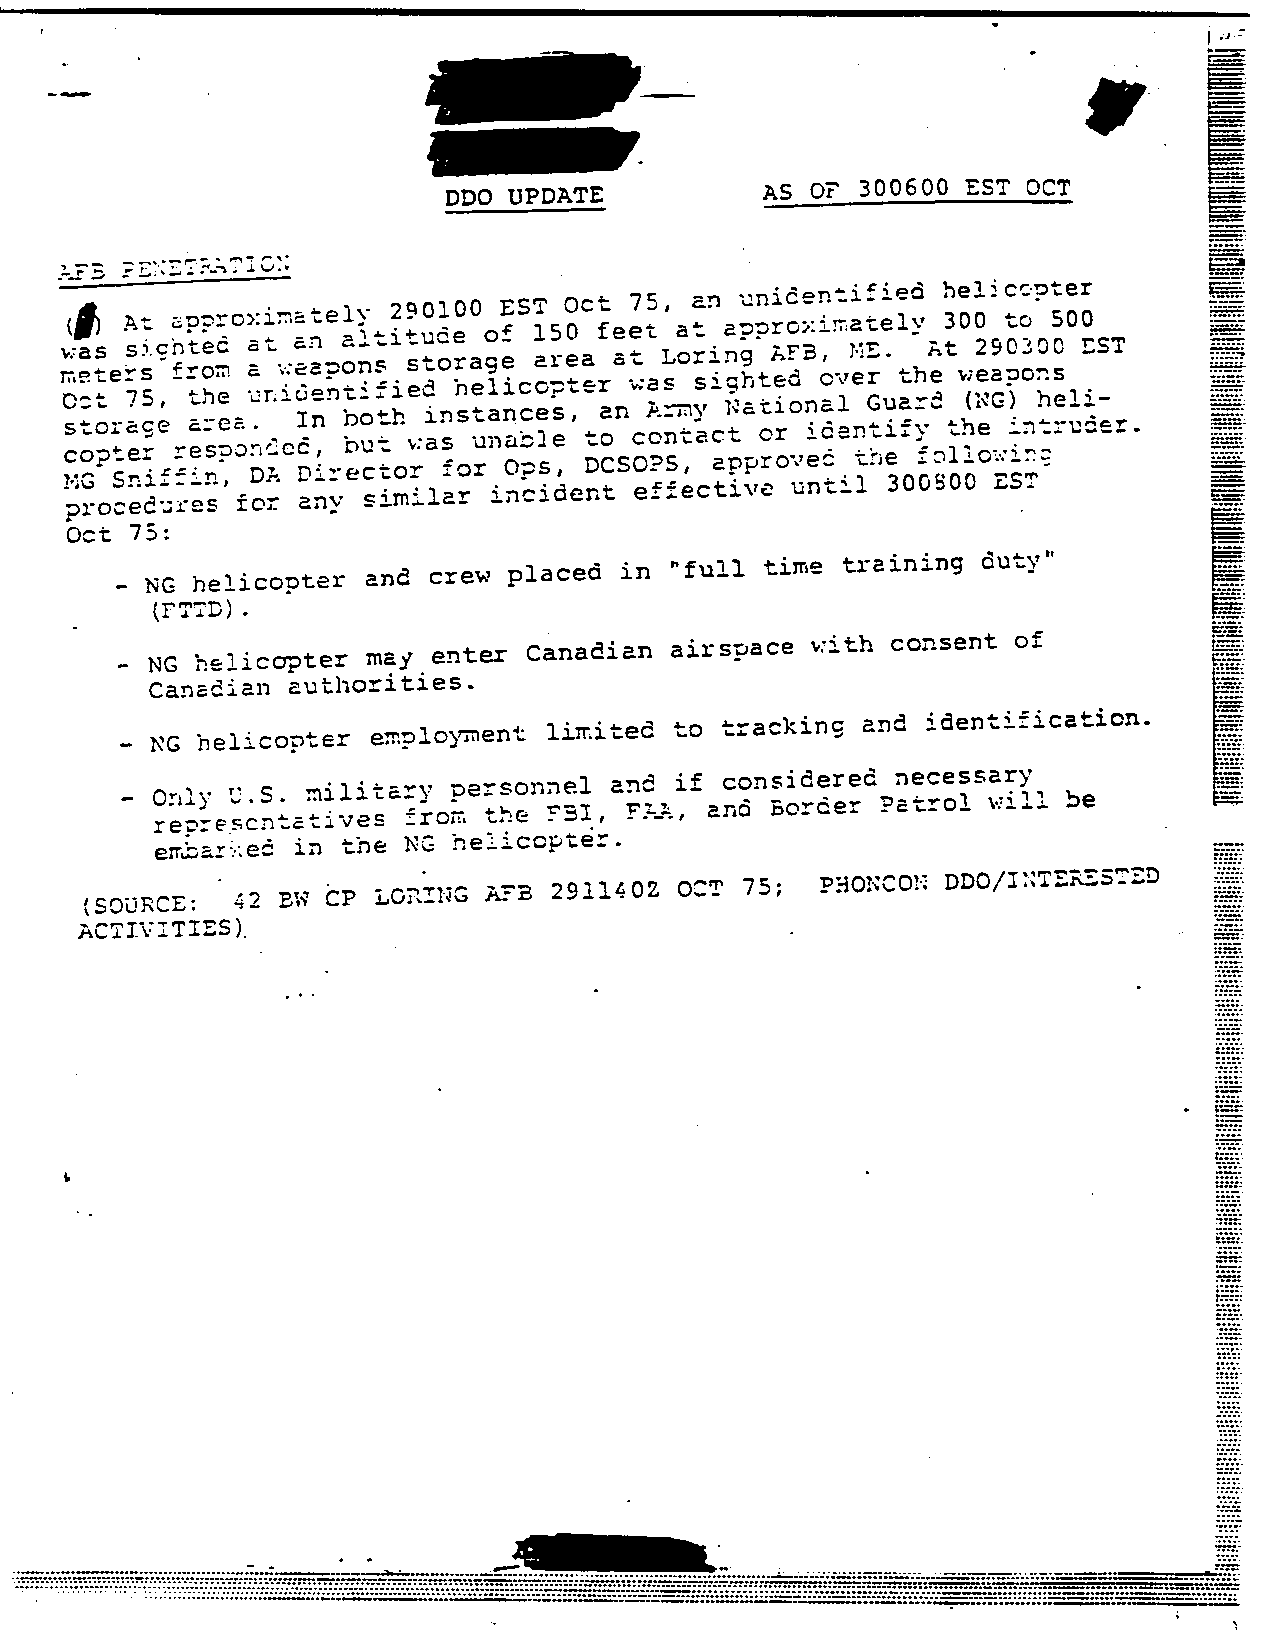 DDO UPDATE AS OF 300600 EST OCT
AFB PENETRATION
( ) At approximately 290100 EST Oct 75, an unidentified helicopter
was sighted at an altitude of 150 feet at approximately 300 to 500
meters from a weapons storage area at Loring AFB, ME. At 290300 EST
Oct 75, the unidentified helicopter was sighted over the weapons
storage area. In both instances, an Army National Guard (NG) heli-
copter responded, but was unable to contact or identify the intruder.
MG Sniffin, DA Director for Ops, DCSOPS, approved the following
procedures for any similar incident effective until 300800 EST
Oct 75:
- NG helicopter and crew placed in "full time training duty"
(FTTD).
- NG helicopter may enter Canadian airspace with consent of
Canadian authorities.
- NG helicopter employment limited to tracking and identification.
- Only U.S. military personnel and if considered necessary
representatives from the FBI, FAA, and Border Patrol will be
embarked in the NG helicopter.
(SOURCE: 42 BW CP LORING AFB 291140Z OCT 75; PHONCON DDO/INTERESTED
ACTIVITIES).